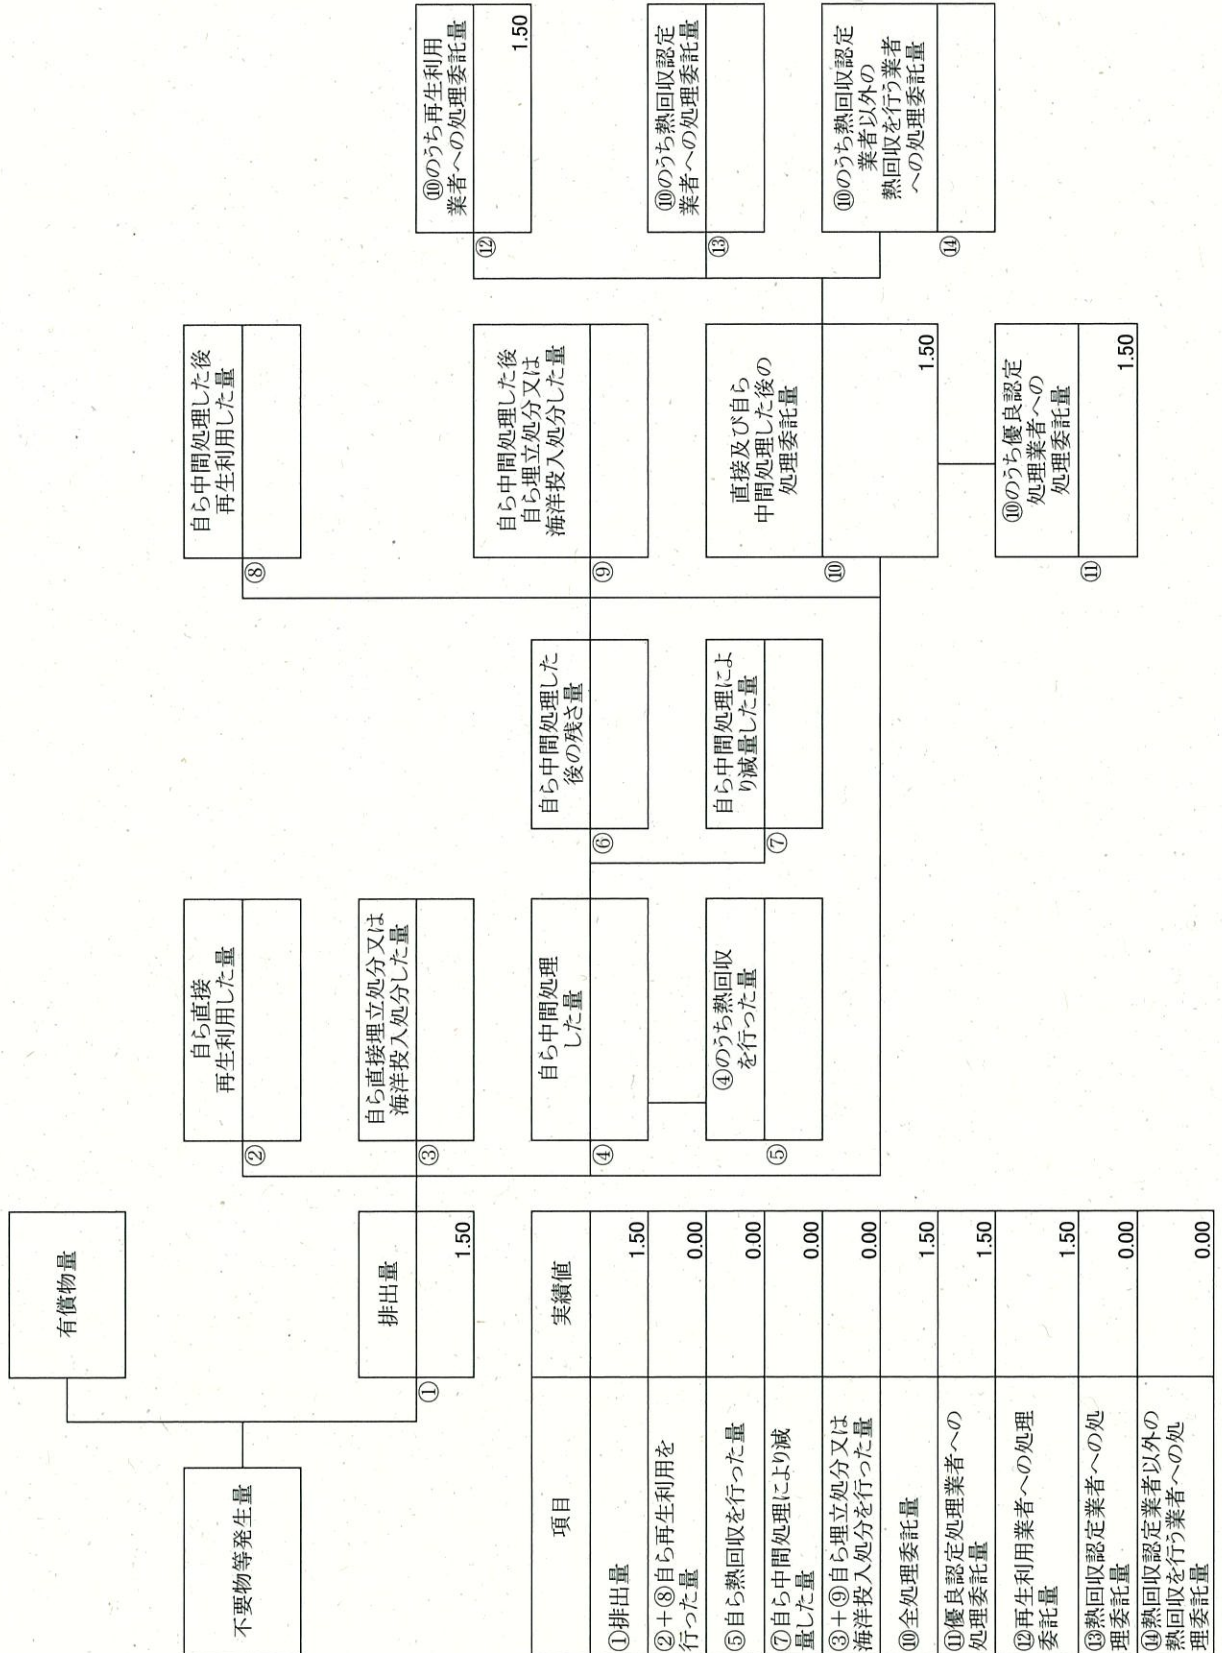 不要物等発生量
有償物量
①
排出量
1.50
②
自ら直接
再生利用した量
③
自ら直接埋立処分又は
海洋投入処分した量
④
自ら中間処理
した量
⑤
④のうち熱回収
を行った量
⑥
自ら中間処理した
後の残さ量
⑦
自ら中間処理によ
り減量した量
⑧
自ら中間処理した後
再生利用した量
⑨
自ら中間処理した後
自ら埋立処分又は
海洋投入処分した量
⑩
直接及び自ら
中間処理した後の
処理委託量
1.50
⑪
⑩のうち優良認定
処理業者への
処理委託量
1.50
⑫
⑩のうち再生利用
業者への処理委託量
1.50
⑬
⑩のうち熱回収認定
業者への処理委託量
⑭
⑩のうち熱回収認定
業者以外の
熱回収を行う業者
への処理委託量
項目
実績値
①排出量
1.50
②+⑧自ら再生利用を
行った量
0.00
⑤自ら熱回収を行った量
0.00
⑦自ら中間処理により減
量した量
0.00
③+⑨自ら埋立処分又は
海洋投入処分を行った量
0.00
⑩全処理委託量
1.50
⑪優良認定処理業者への
処理委託量
1.50
⑫再生利用業者への処理
委託量
1.50
⑬熱回収認定業者への処
理委託量
0.00
⑭熱回収認定業者以外の
熱回収を行う業者への処
理委託量
0.00